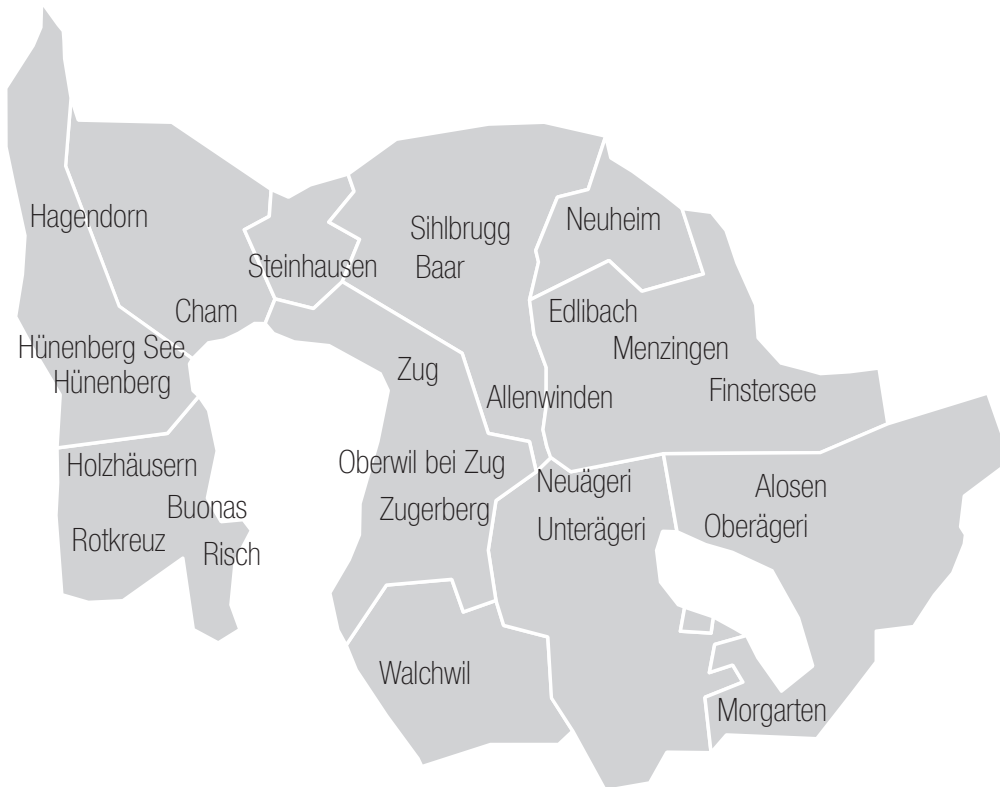 Hagendorn
Neuheim
Sihlbrugg
Steinhausen
Baar
Cham
Edlibach
Hünenberg See
Menzingen
Hünenberg
Zug
Allenwinden
Finstersee
Holzhäusern
Oberwil bei Zug
Neuägeri
Alosen
Buonas
Zugerberg
Unterägeri
Oberägeri
Rotkreuz
Risch
Walchwil
Morgarten